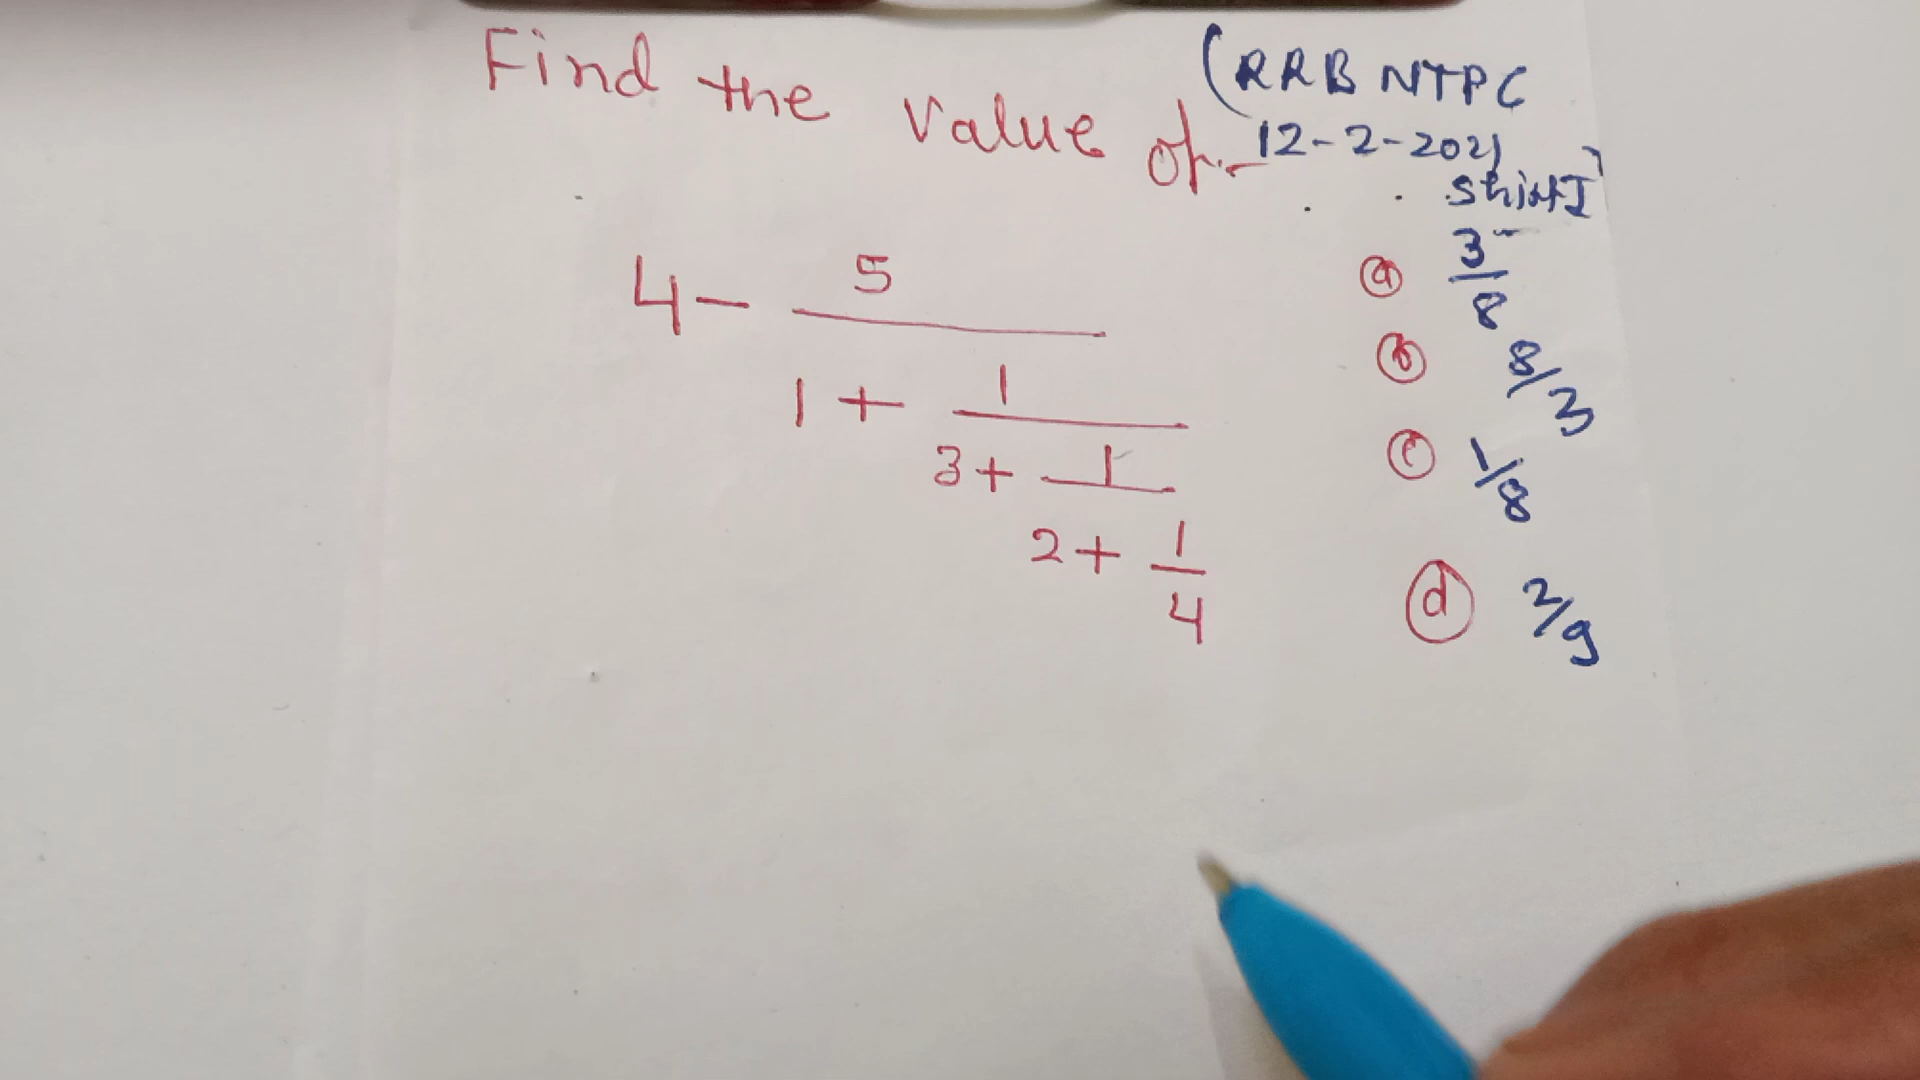 Find the value of:-
(RRB NTPC
12-2-2021
Shift I)
4 - 5
1 + 1
3 + 1
2 + 1
4
(a) 3/8
(b) 8/3
(c) 1/8
(d) 2/9